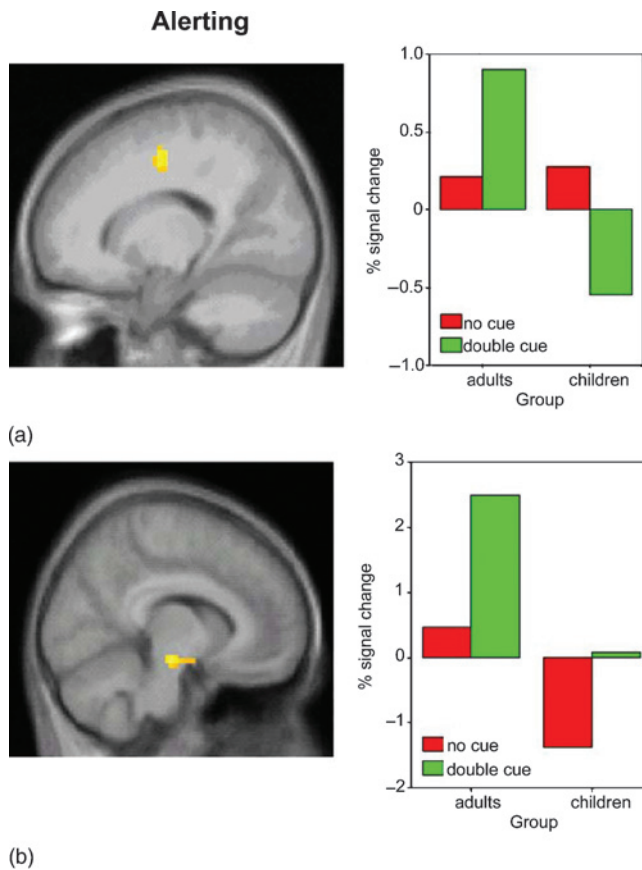 Alerting
1.0
0.5
0
–0.5
–1.0
% signal change
no cue
double cue
adults children
Group
(a)
3
2
1
0
–1
–2
% signal change
no cue
double cue
adults children
Group
(b)